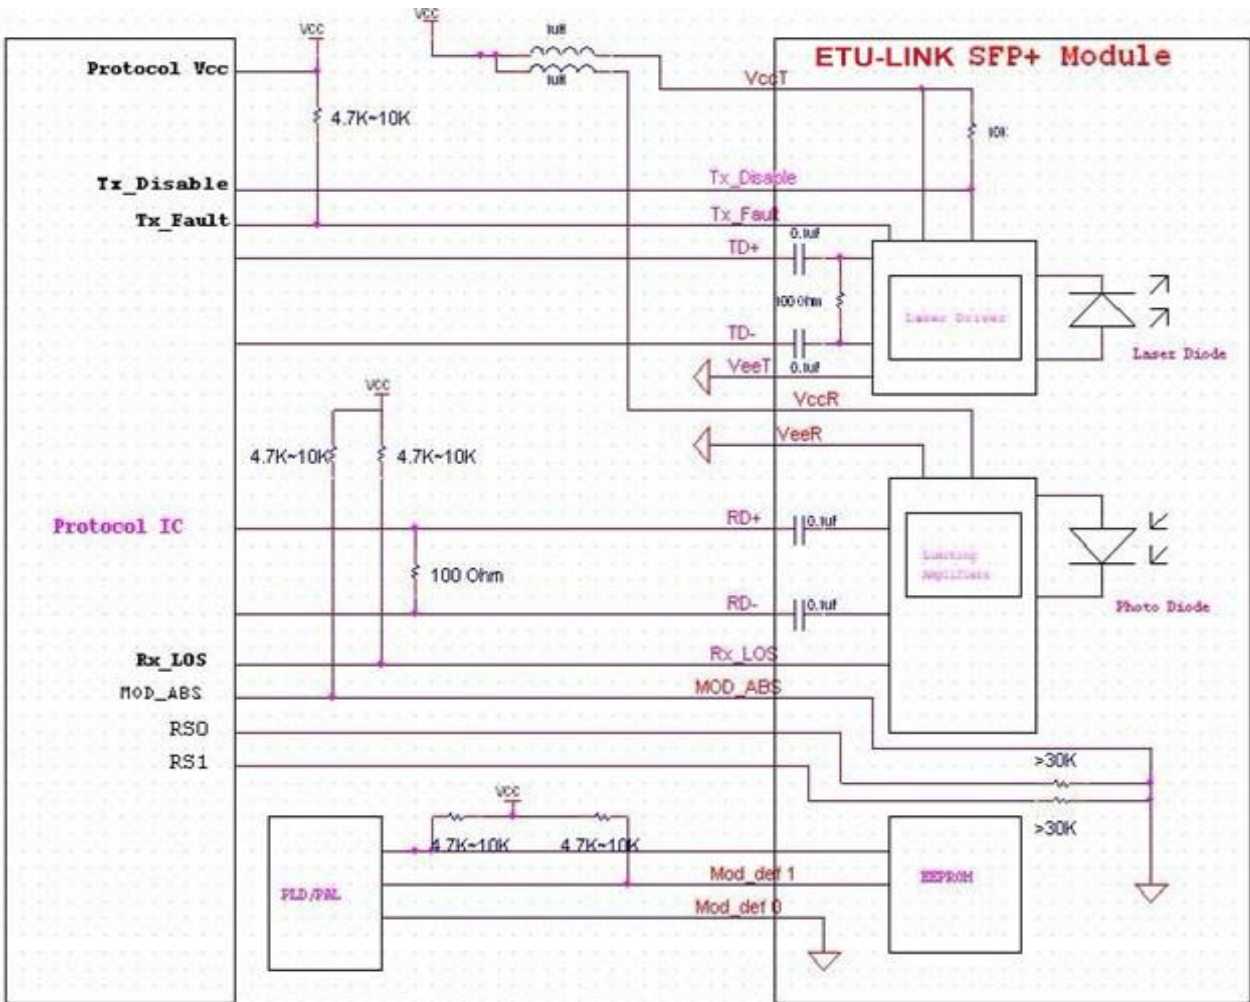 VCC
VCC
1uH
1uH
ETU-LINK SFP+ Module
Protocol Vcc
VccT
4.7K~10K
10K
Tx_Disable
Tx_Disable
Tx_Fault
Tx_Fault
0.1uf
TD+
100 Ohm
Laser Driver
TD-
Laser Diode
VeeT
0.1uf
VCC
VccR
VeeR
4.7K~10K
4.7K~10K
Protocol IC
RD+
0.1uf
Limiting
Amplifiers
100 Ohm
RD-
0.1uf
Photo Diode
Rx_LOS
Rx_LOS
MOD_ABS
MOD_ABS
RS0
RS1
>30K
VCC
>30K
4.7K~10K
4.7K~10K
Mod_def 1
EEPROM
PLD/PAL
Mod_def 0